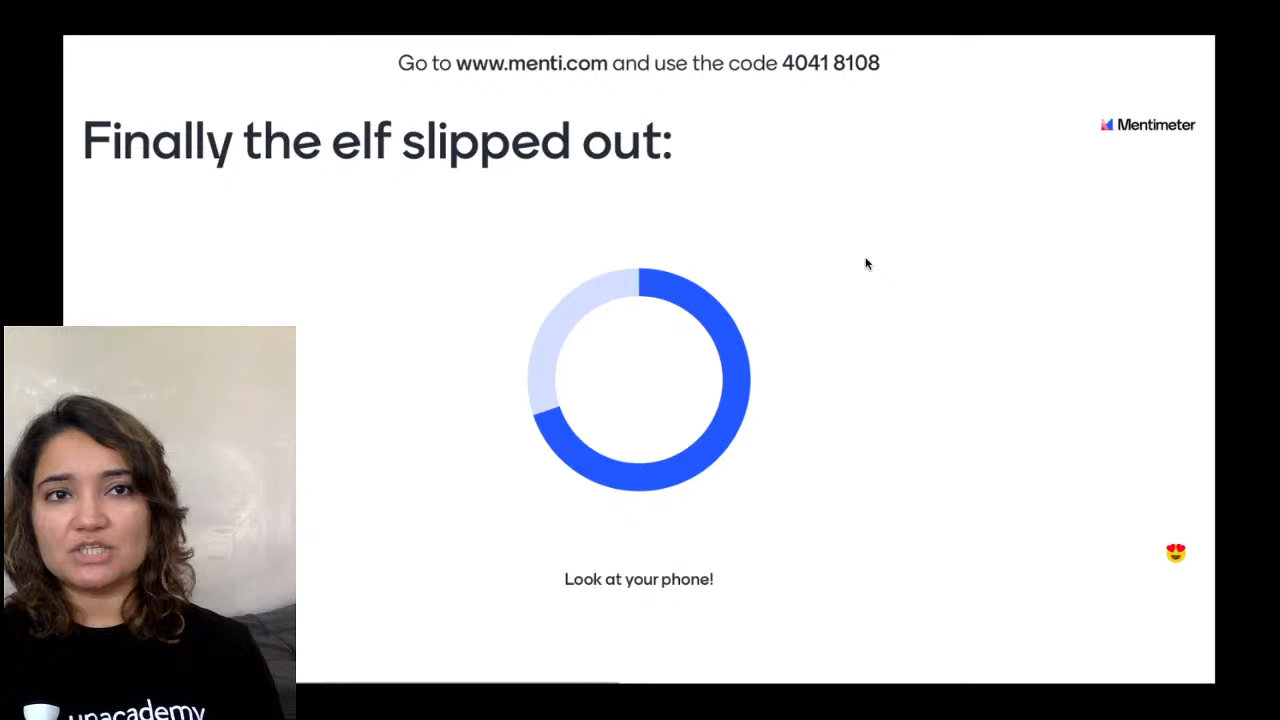 Go to www.menti.com and use the code 4041 8108
Finally the elf slipped out:
Mentimeter
Look at your phone!
unacademy